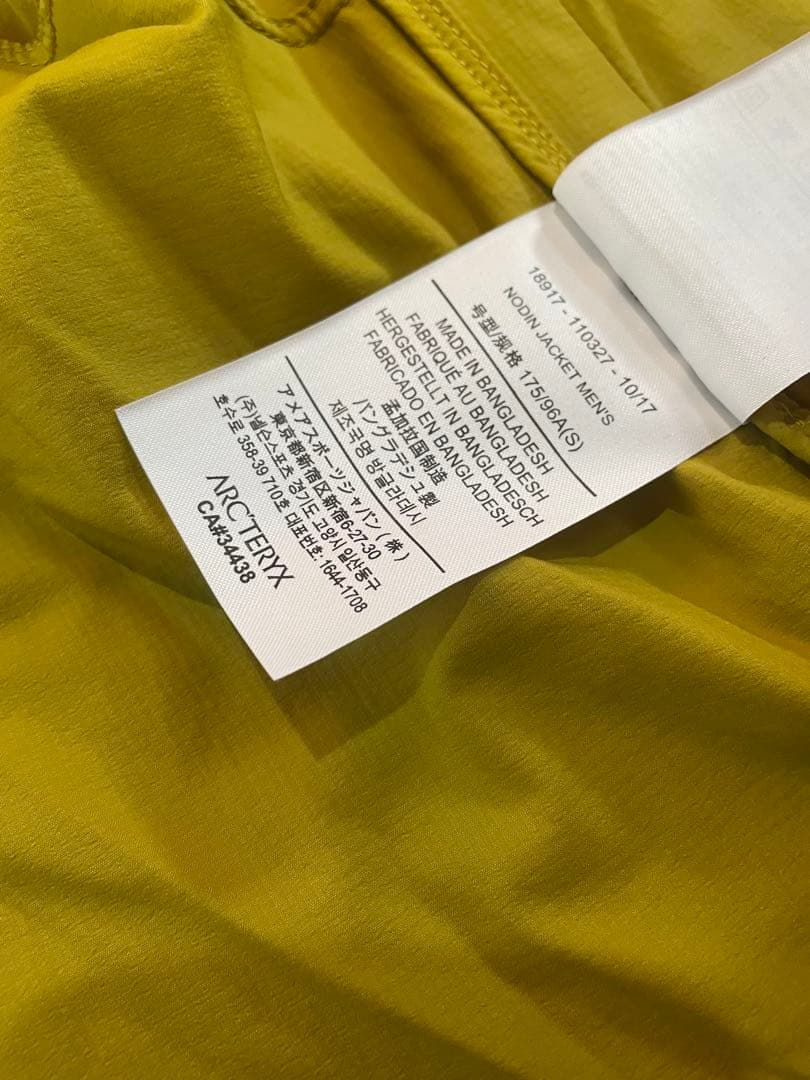 18917 - 110327 - 10/17
NODIN JACKET MEN'S
号型/规格 175/96A(S)
MADE IN BANGLADESH
FABRIQUÉ AU BANGLADESH
HERGESTELLT IN BANGLADESCH
FABRICADO EN BANGLADESH
孟加拉国制造
バングラデシュ製
제조국명 방글라데시
アメアスポーツジャパン(株)
東京都新宿区新宿6-27-30
(주)넬슨스포츠 경기도 고양시 일산동구
호수로 358-39 710호 대표번호: 1644-1708
ARC'TERYX
CA#34438